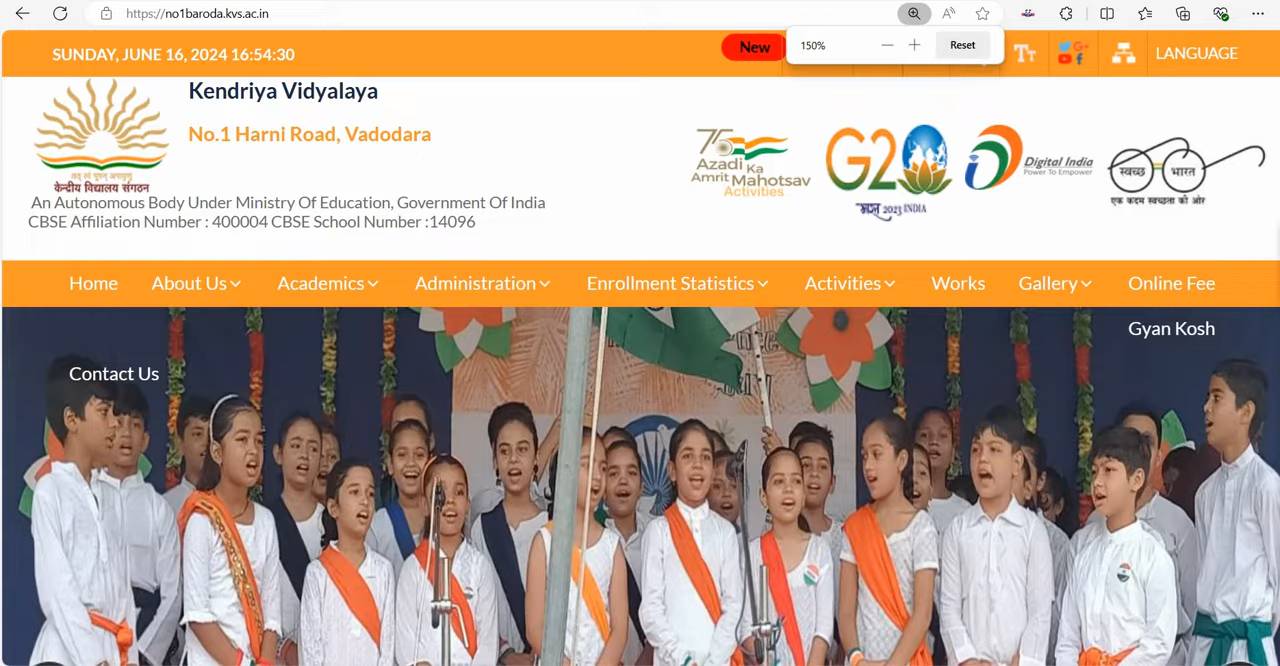 https://no1baroda.kvs.ac.in
150%
Reset
SUNDAY, JUNE 16, 2024 16:54:30
New
LANGUAGE
Kendriya Vidyalaya
No.1 Harni Road, Vadodara
केन्द्रीय विद्यालय संगठन
An Autonomous Body Under Ministry Of Education, Government Of India
CBSE Affiliation Number : 400004 CBSE School Number :14096
75
Azadi Ka
Amrit Mahotsav
Activities
G20
भारत 2023 INDIA
Digital India
Power To Empower
स्वच्छ भारत
एक कदम स्वच्छता की ओर
Home About Us Academics Administration Enrollment Statistics Activities Works Gallery Online Fee
Gyan Kosh
Contact Us